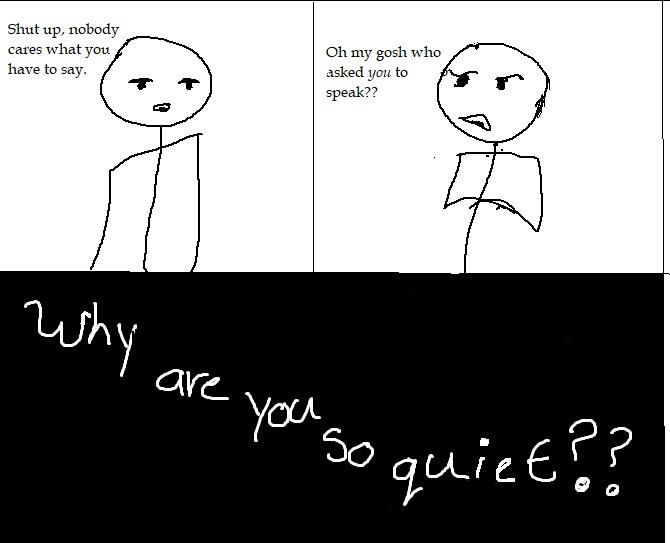 Shut up, nobody
cares what you
have to say.
Oh my gosh who
asked you to
speak??
Why are you so quiet??